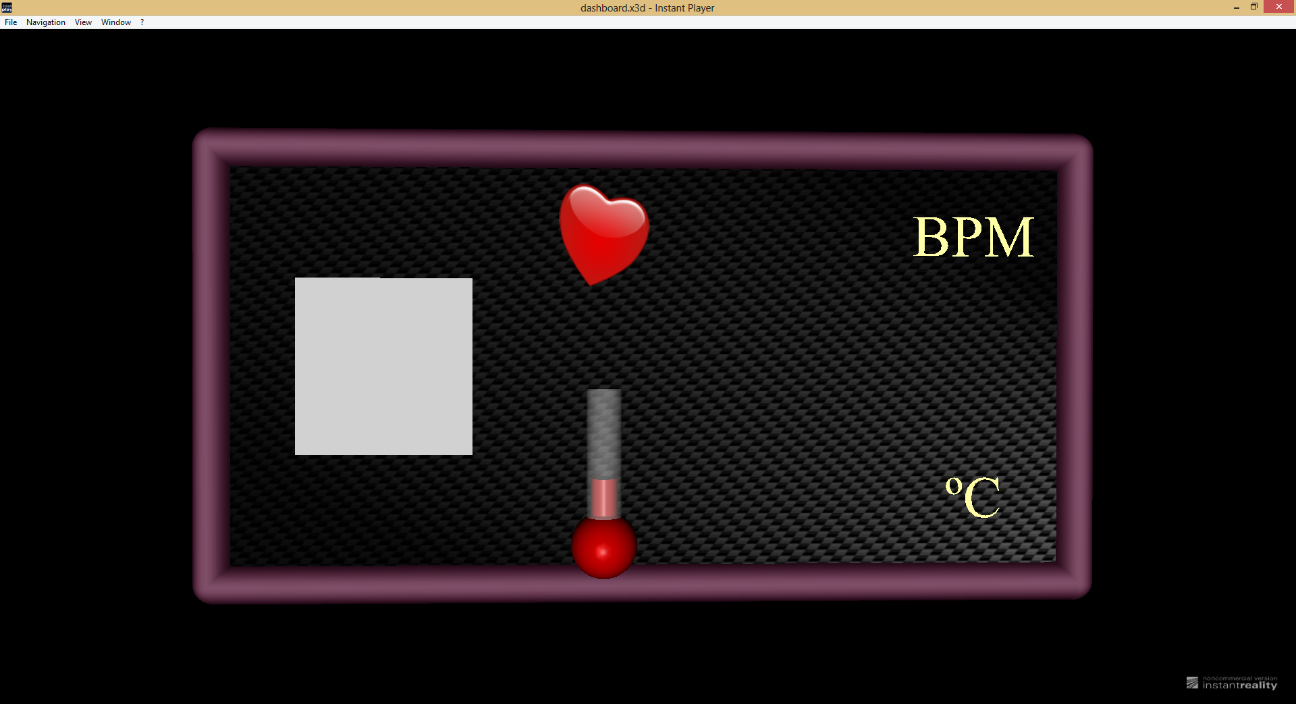 dashboard.x3d - Instant Player
File Navigation View Window ?
BPM
ºC
noncommercial version
instantreality